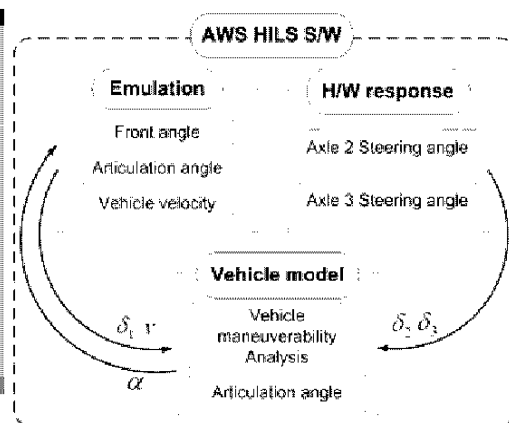 AWS HILS S/W
Emulation
Front angle
Articulation angle
Vehicle velocity
H/W response
Axle 2 Steering angle
Axle 3 Steering angle
Vehicle model
Vehicle
maneuverability
Analysis
Articulation angle
δ₁ v
α
δ₂ δ₃